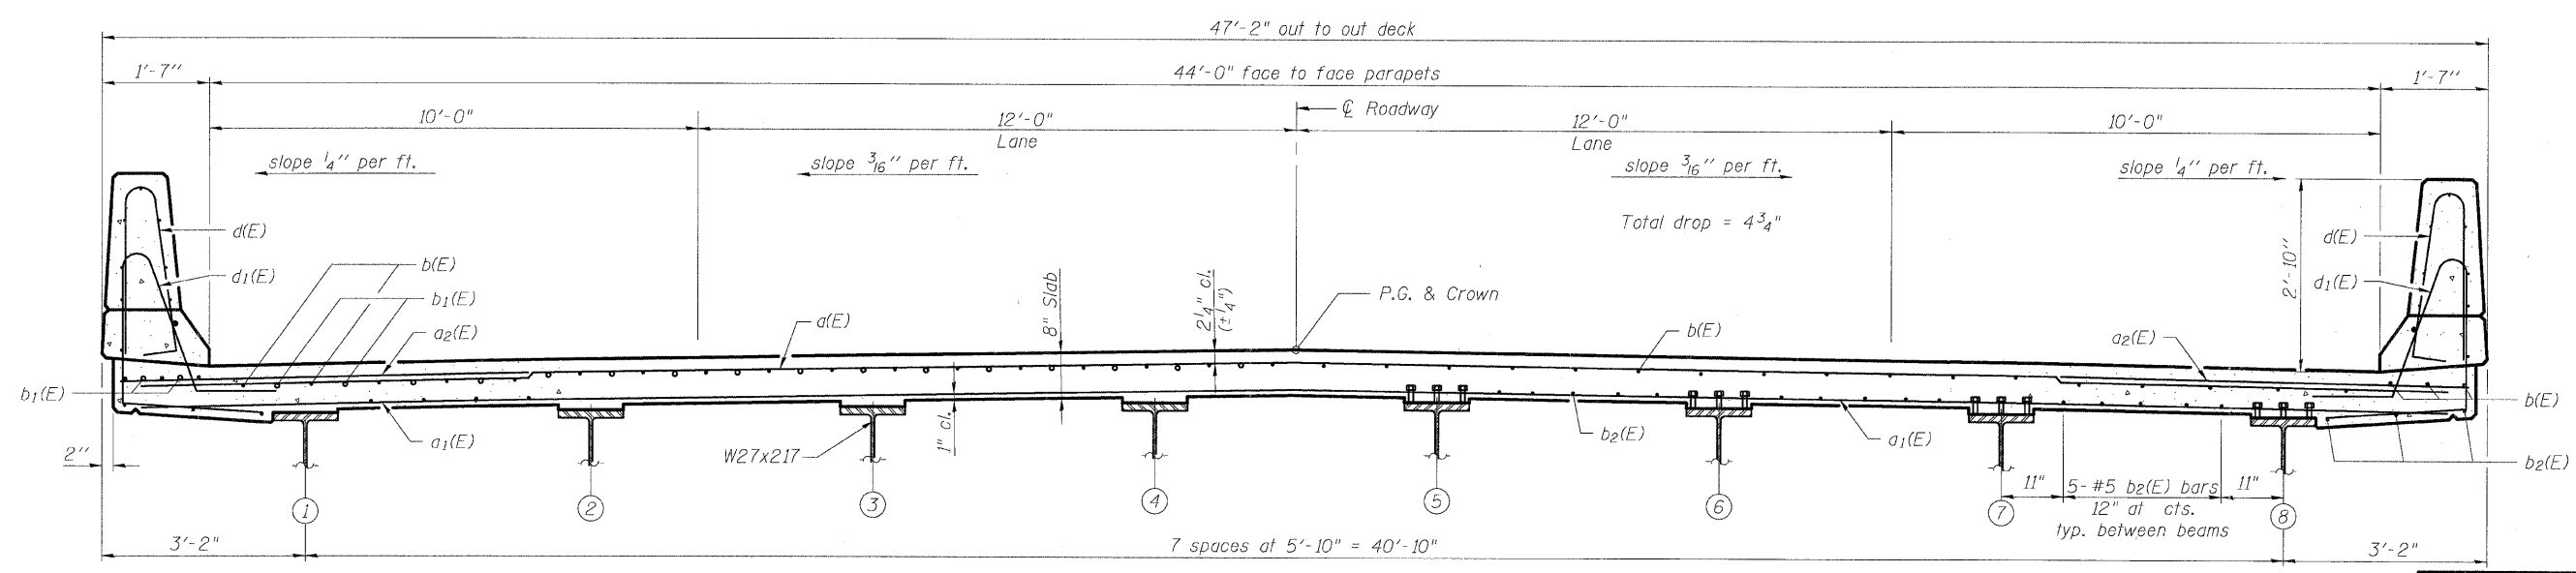 47'-2" out to out deck
1'-7"
44'-0" face to face parapets
1'-7"
℄ Roadway
10'-0"
12'-0"
Lane
12'-0"
Lane
10'-0"
slope 1/4" per ft.
slope 3/16" per ft.
slope 3/16" per ft.
slope 1/4" per ft.
Total drop = 4 3/4"
d(E)
d1(E)
b(E)
b1(E)
a2(E)
a(E)
8" Slab
2 1/4" cl.
(±1/4")
P.G. & Crown
b(E)
a2(E)
2'-10"
d(E)
d1(E)
b1(E)
a1(E)
2"
W27x217
1" cl.
b2(E)
a1(E)
b(E)
b2(E)
11"
5-#5 b2(E) bars
12" at cts.
typ. between beams
11"
1
2
3
4
5
6
7
8
3'-2"
7 spaces at 5'-10" = 40'-10"
3'-2"